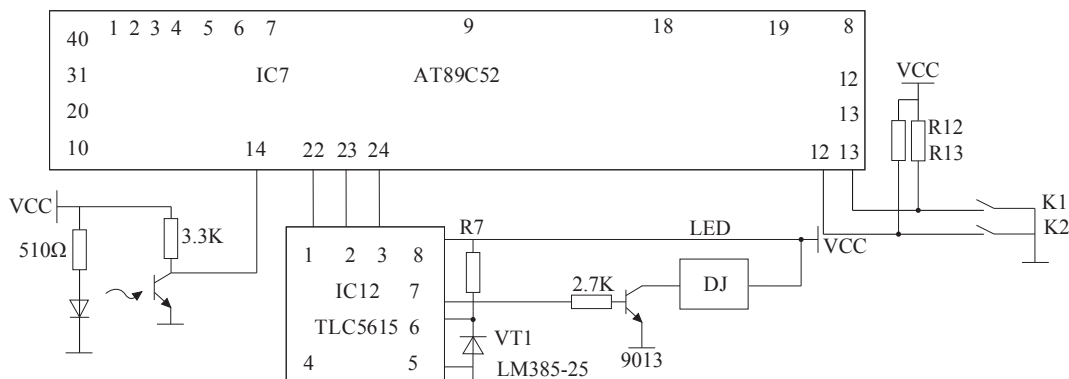 40 1 2 3 4 5 6 7 9 18 19 8
31 IC7 AT89C52 12
20 13
10 14 22 23 24 12 13
VCC
R12
R13
K1
K2
VCC
510Ω
3.3K
1 2 3 8
IC12 7
TLC5615 6
4 5
R7
LED
VCC
2.7K
DJ
VT1
9013
LM385-25